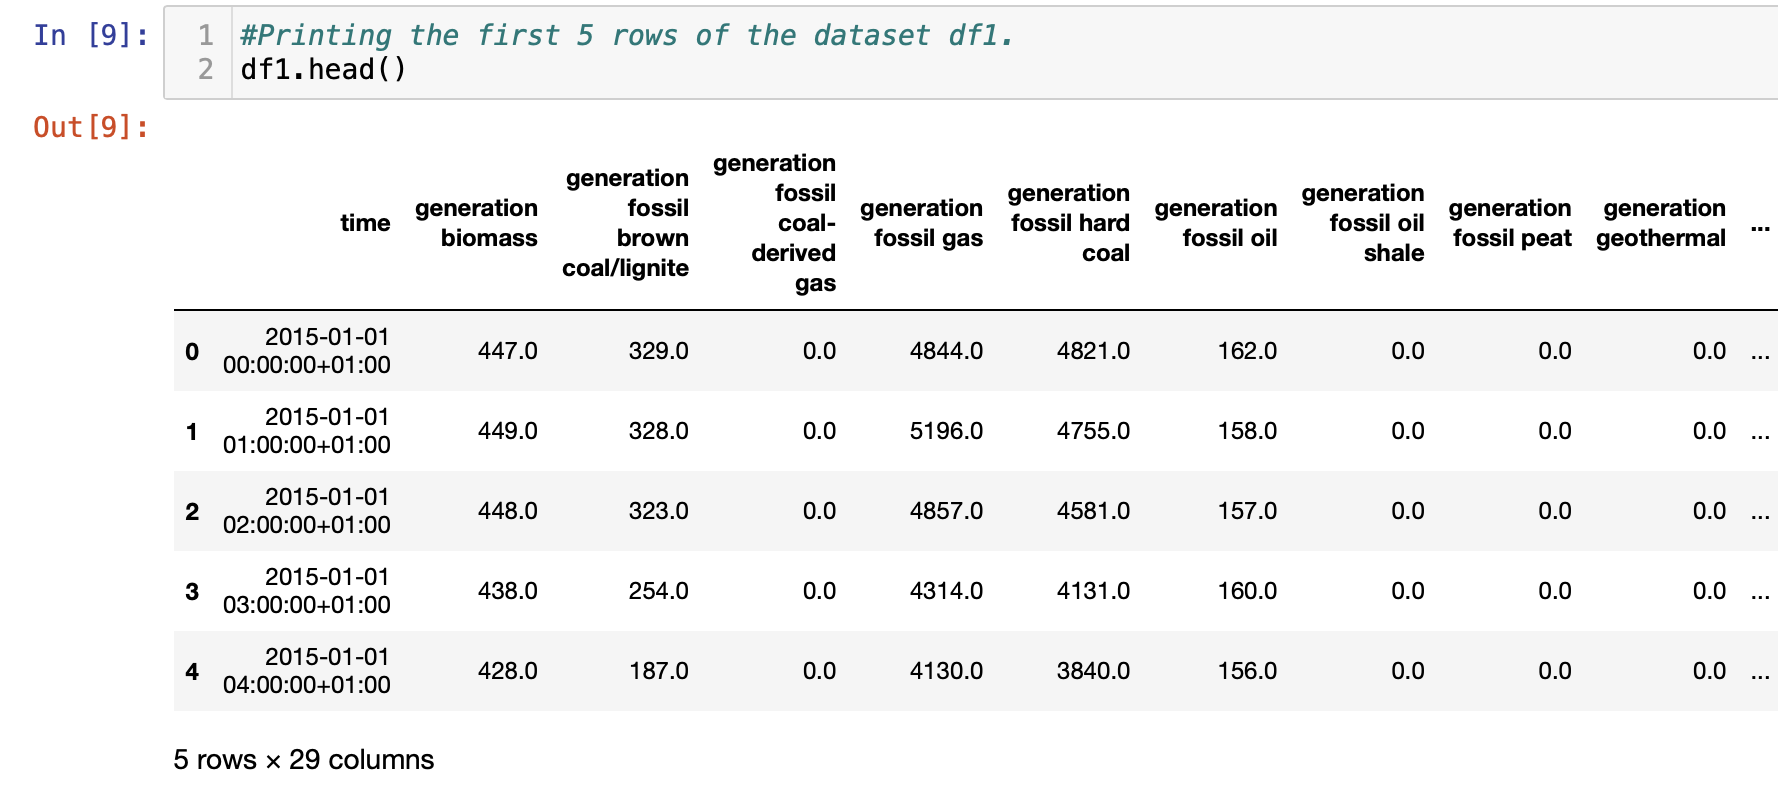 In [9]:
1 #Printing the first 5 rows of the dataset df1.
2 df1.head()
Out[9]:
time generation biomass generation fossil brown coal/lignite generation fossil coal-derived gas generation fossil gas generation fossil hard coal generation fossil oil generation fossil oil shale generation fossil peat generation geothermal ...
0 2015-01-01 00:00:00+01:00 447.0 329.0 0.0 4844.0 4821.0 162.0 0.0 0.0 0.0 ...
1 2015-01-01 01:00:00+01:00 449.0 328.0 0.0 5196.0 4755.0 158.0 0.0 0.0 0.0 ...
2 2015-01-01 02:00:00+01:00 448.0 323.0 0.0 4857.0 4581.0 157.0 0.0 0.0 0.0 ...
3 2015-01-01 03:00:00+01:00 438.0 254.0 0.0 4314.0 4131.0 160.0 0.0 0.0 0.0 ...
4 2015-01-01 04:00:00+01:00 428.0 187.0 0.0 4130.0 3840.0 156.0 0.0 0.0 0.0 ...
5 rows × 29 columns